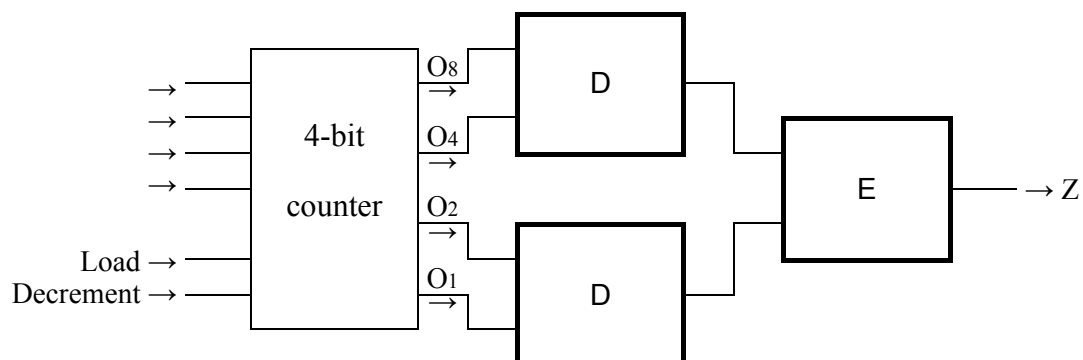 O8
D
→
4-bit
→
O4
→
→
E
→ Z
→
→
counter
O2
→
Load →
O1
D
Decrement →
→